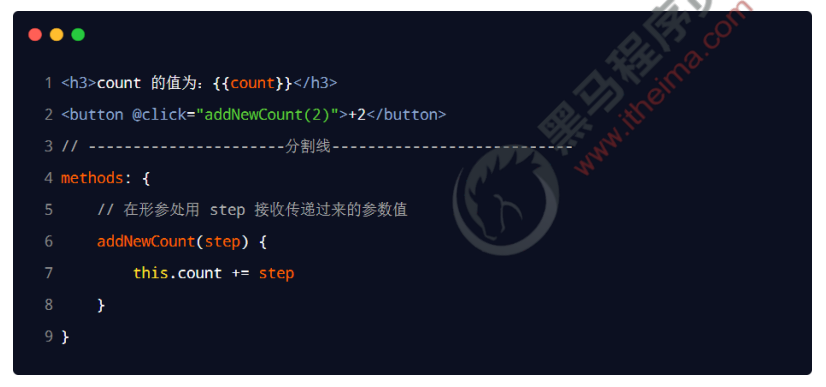 1 <h3>count 的值为：{{count}}</h3>
2 <button @click="addNewCount(2)">+2</button>
3 // ----------------------分割线---------------------------
4 methods: {
5     // 在形参处用 step 接收传递过来的参数值
6     addNewCount(step) {
7         this.count += step
8     }
9 }
黑马程序员
www.itheima.com